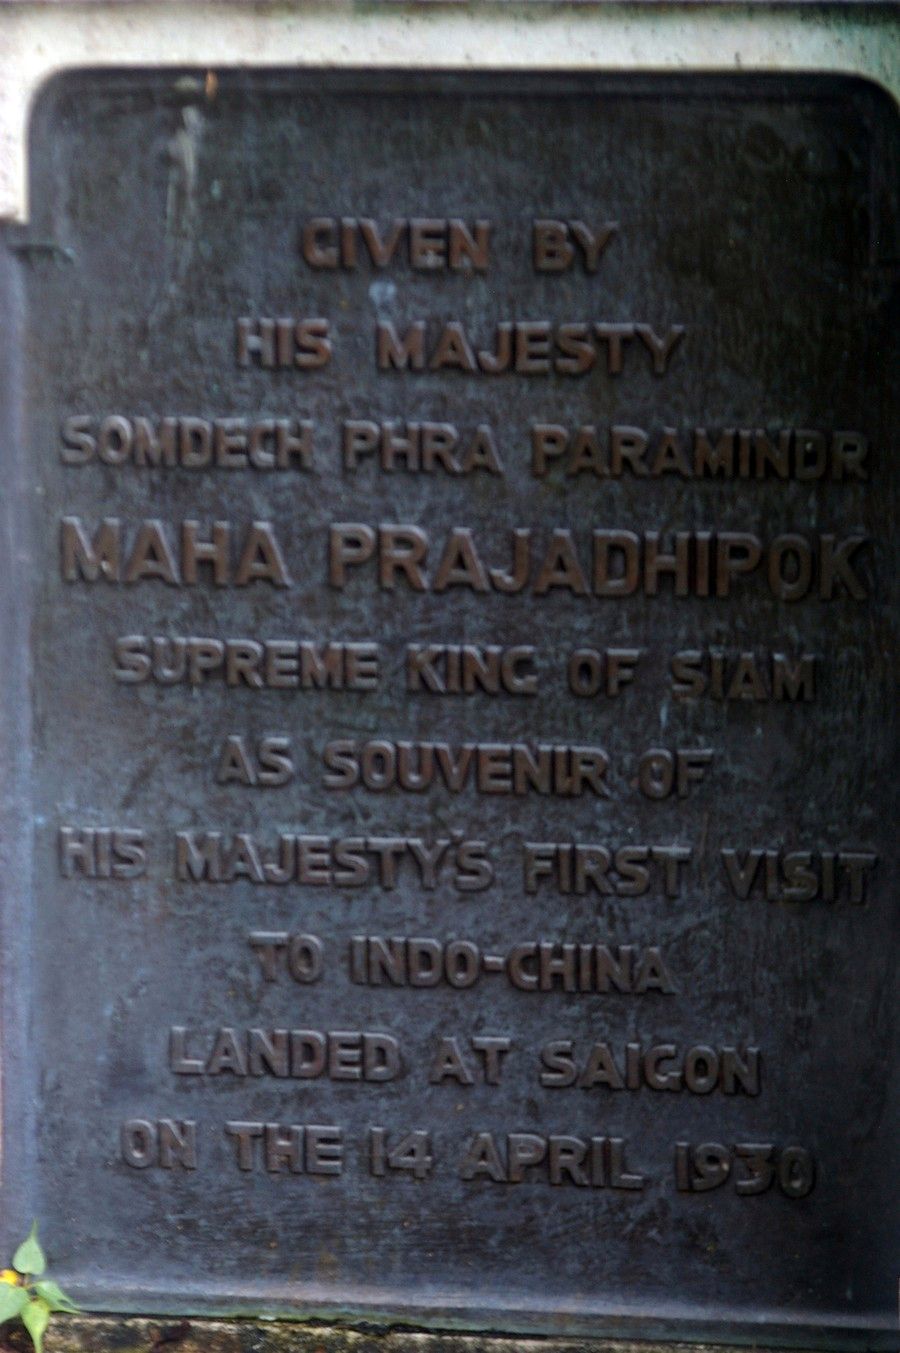 GIVEN BY
HIS MAJESTY
SOMDECH PHRA PARAMINDR
MAHA PRAJADHIPOK
SUPREME KING OF SIAM
AS SOUVENIR OF
HIS MAJESTY'S FIRST VISIT
TO INDO-CHINA
LANDED AT SAIGON
ON THE 14 APRIL 1930